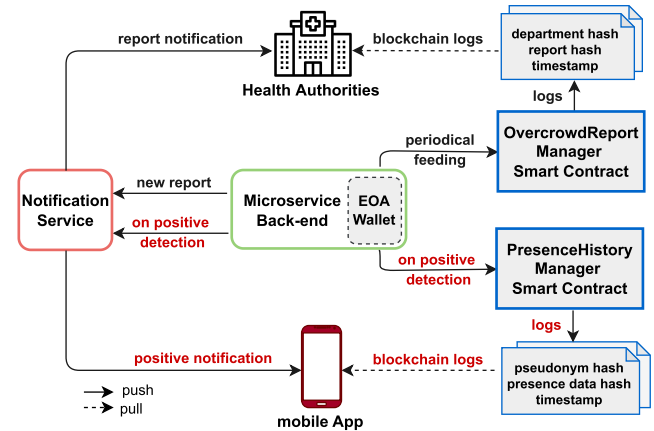 report notification
blockchain logs
department hash
report hash
timestamp
Health Authorities
logs
periodical
feeding
OvercrowdReport
Manager
Smart Contract
Notification
Service
new report
on positive
detection
Microservice
Back-end
EOA
Wallet
on positive
detection
PresenceHistory
Manager
Smart Contract
logs
positive notification
blockchain logs
pseudonym hash
presence data hash
timestamp
push
pull
mobile App